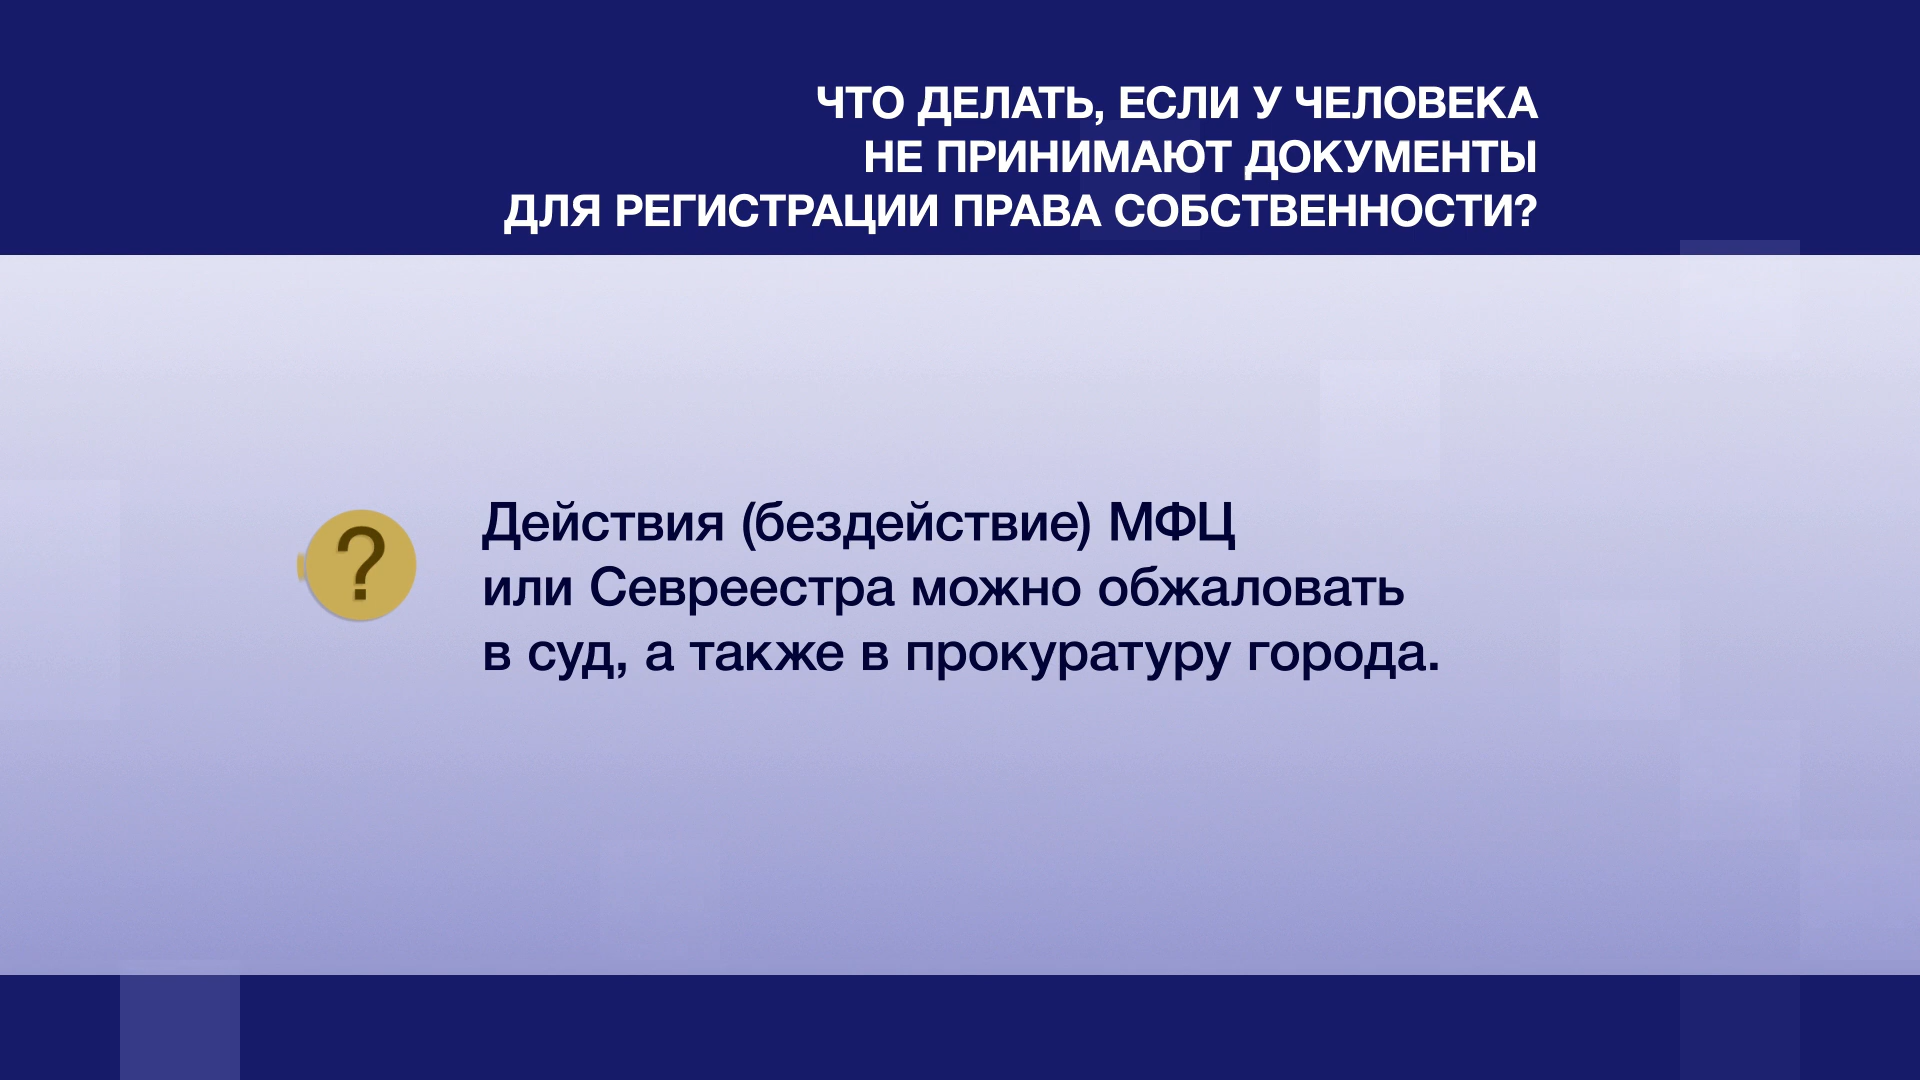 ЧТО ДЕЛАТЬ, ЕСЛИ У ЧЕЛОВЕКА
НЕ ПРИНИМАЮТ ДОКУМЕНТЫ
ДЛЯ РЕГИСТРАЦИИ ПРАВА СОБСТВЕННОСТИ?
?
Действия (бездействие) МФЦ
или Севреестра можно обжаловать
в суд, а также в прокуратуру города.